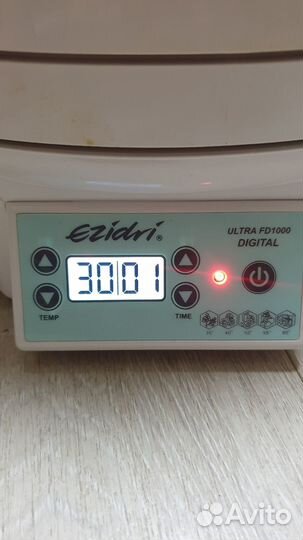 Ezidri®
ULTRA FD1000
DIGITAL
30 01
TEMP
TIME
Avito